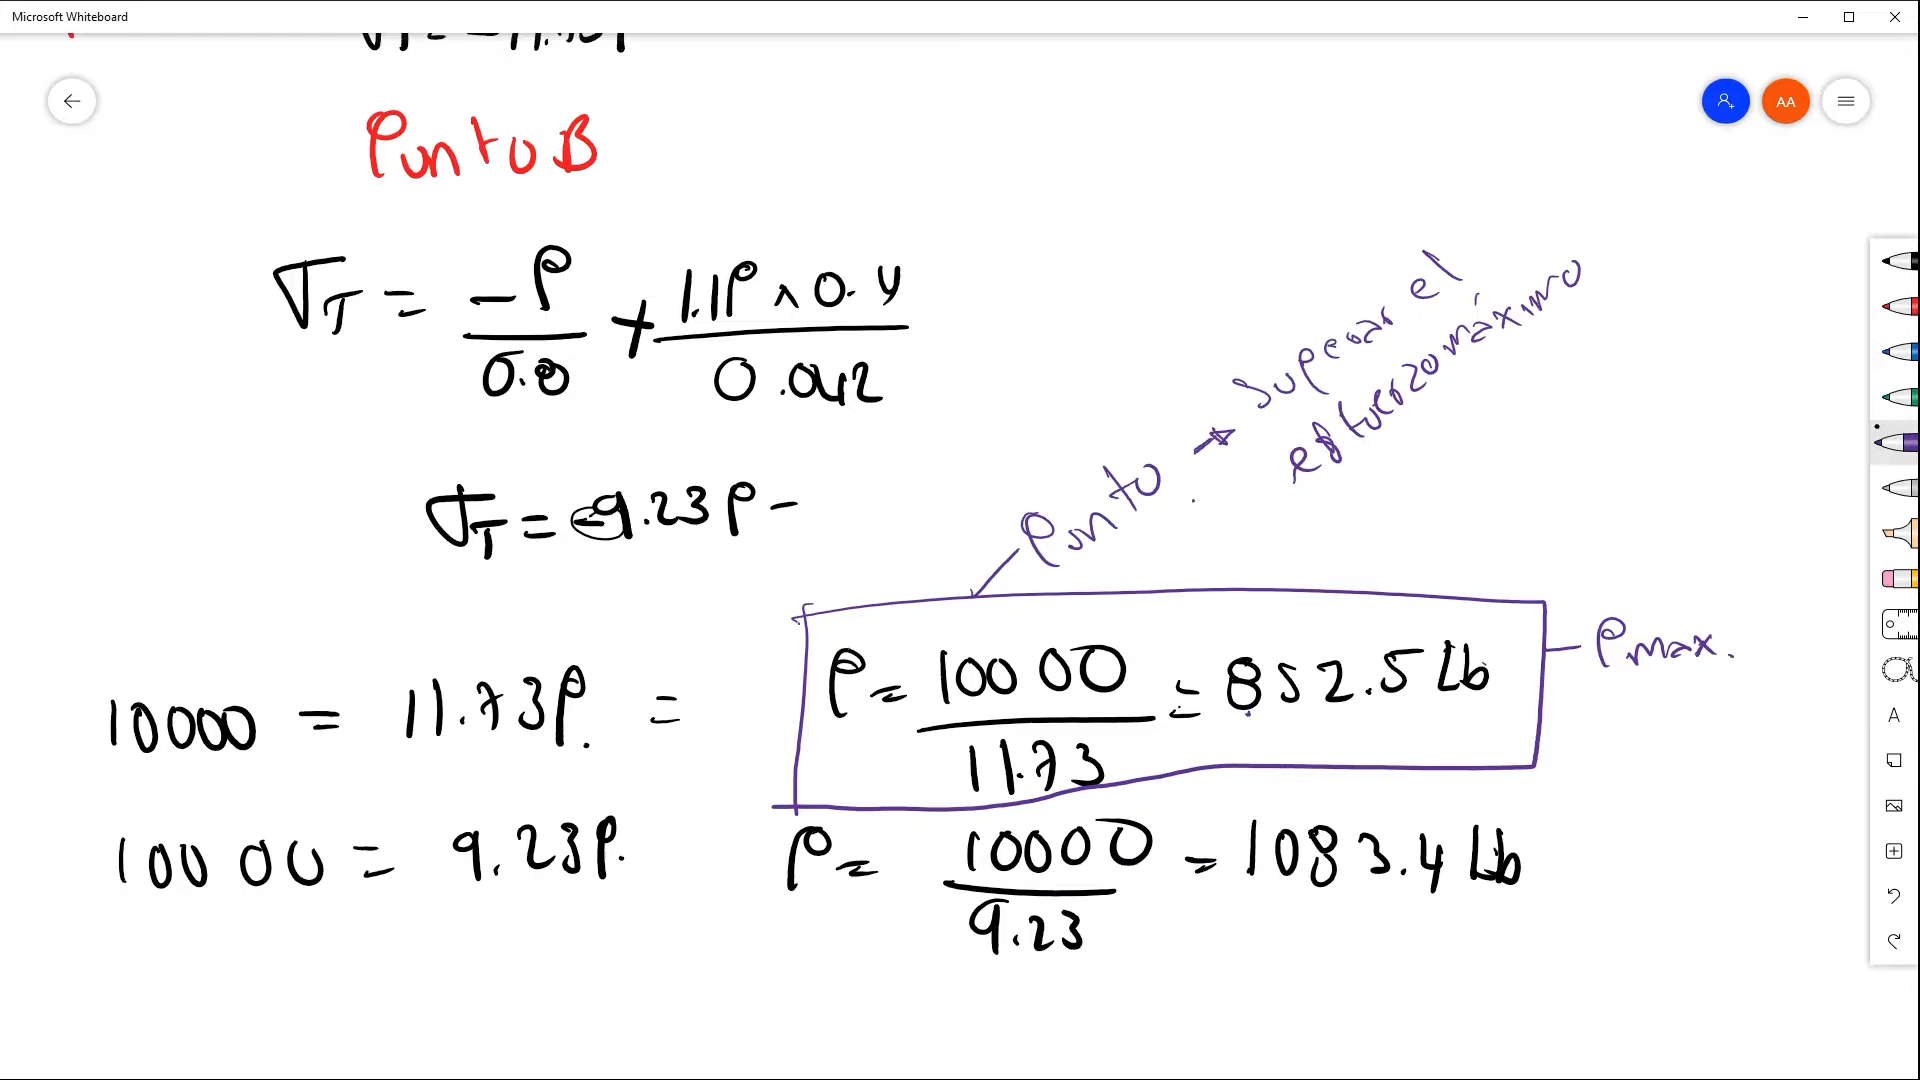 Microsoft Whiteboard
AA
Punto B
σT = -P/0.8 + 1.1P x 0.4/0.042
σT = -9.23P -
Punto → Superar el
esfuerzo máximo
10000 = 11.73P. =
P = 10000/11.73 = 852.5 Lb
Pmax.
10000 = 9.23P.
P = 10000/9.23 = 1083.4 Lb
A